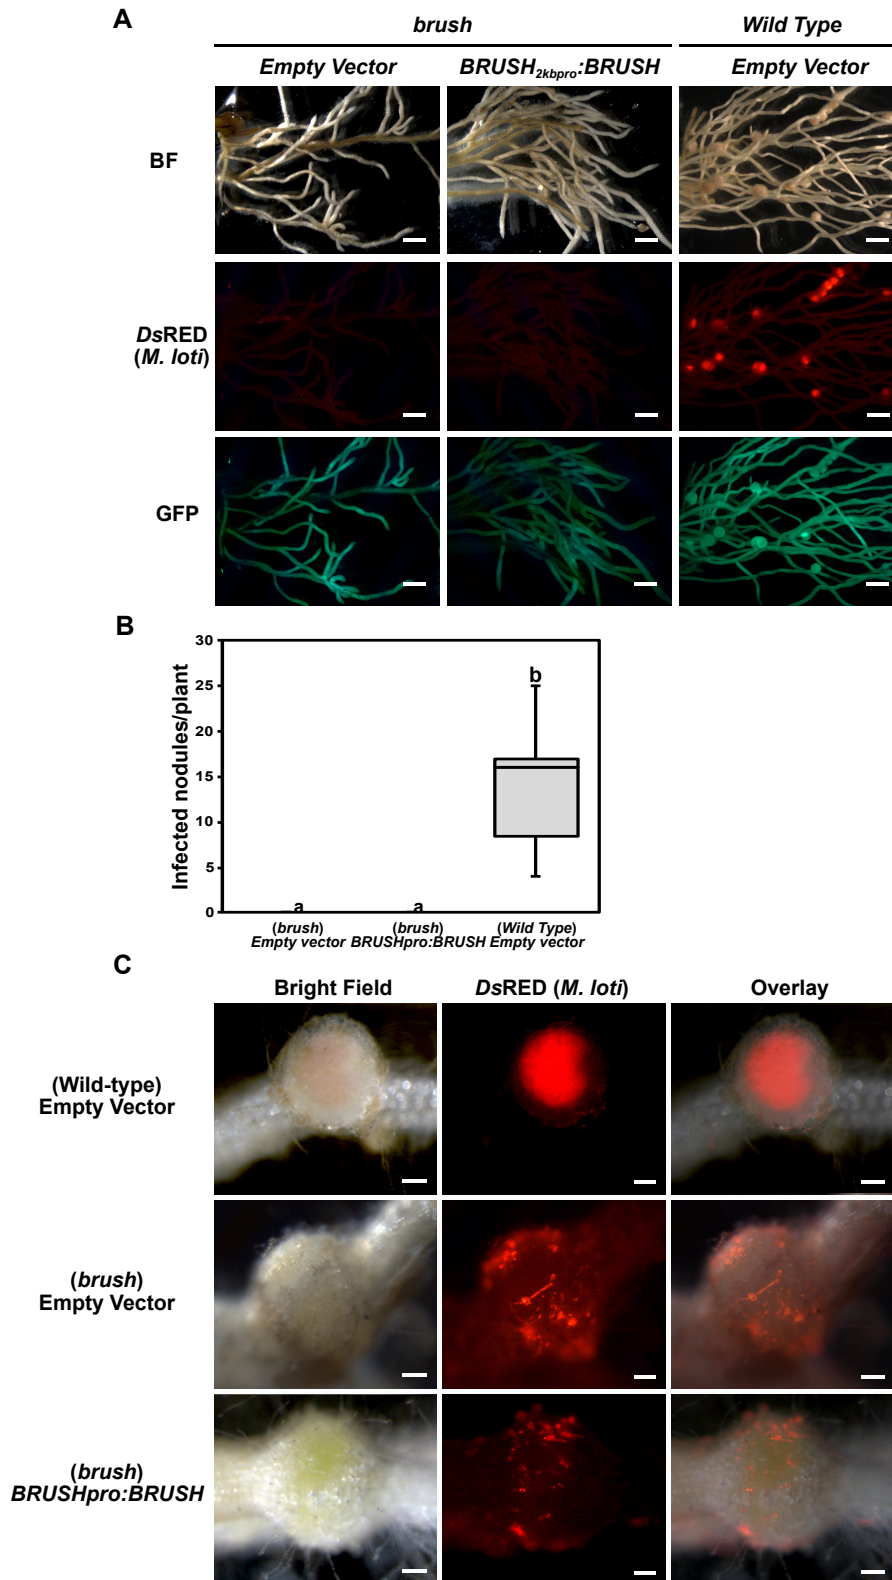 A
brush
Wild Type
Empty Vector
BRUSH2kbpro:BRUSH
Empty Vector
BF
DsRED
(M. loti)
GFP
B
Infected nodules/plant
30
25
20
15
10
5
0
a
a
b
(brush)
Empty vector
(brush)
BRUSHpro:BRUSH
(Wild Type)
Empty vector
C
Bright Field
DsRED (M. loti)
Overlay
(Wild-type)
Empty Vector
(brush)
Empty Vector
(brush)
BRUSHpro:BRUSH